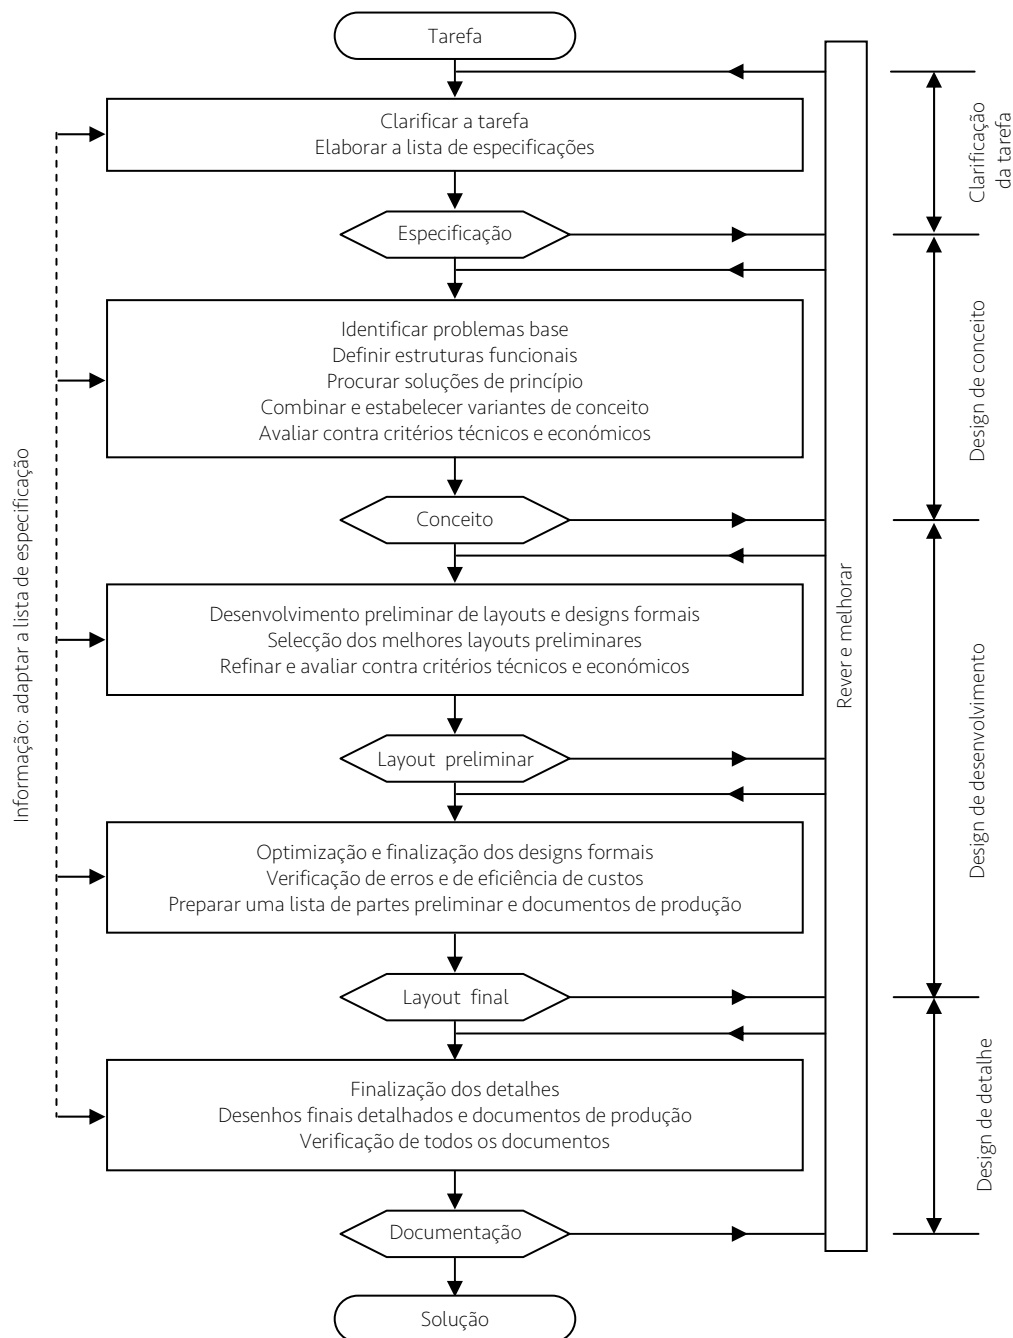 Tarefa
Clarificar a tarefa
Elaborar a lista de especificações
Especificação
Identificar problemas base
Definir estruturas funcionais
Procurar soluções de princípio
Combinar e estabelecer variantes de conceito
Avaliar contra critérios técnicos e económicos
Conceito
Desenvolvimento preliminar de layouts e designs formais
Selecção dos melhores layouts preliminares
Refinar e avaliar contra critérios técnicos e económicos
Layout preliminar
Optimização e finalização dos designs formais
Verificação de erros e de eficiência de custos
Preparar uma lista de partes preliminar e documentos de produção
Layout final
Finalização dos detalhes
Desenhos finais detalhados e documentos de produção
Verificação de todos os documentos
Documentação
Solução
Informação: adaptar a lista de especificação
Rever e melhorar
Clarificação
da tarefa
Design de conceito
Design de desenvolvimento
Design de detalhe